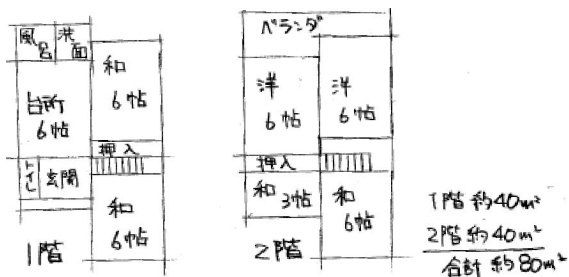 風呂
洗面
和
6帖
台所
6帖
押入
トイレ
玄関
和
6帖
1階
ベランダ
洋
6帖
洋
6帖
押入
和 3帖
和
6帖
2階
1階 約40m²
2階 約40m²
合計 約80m²